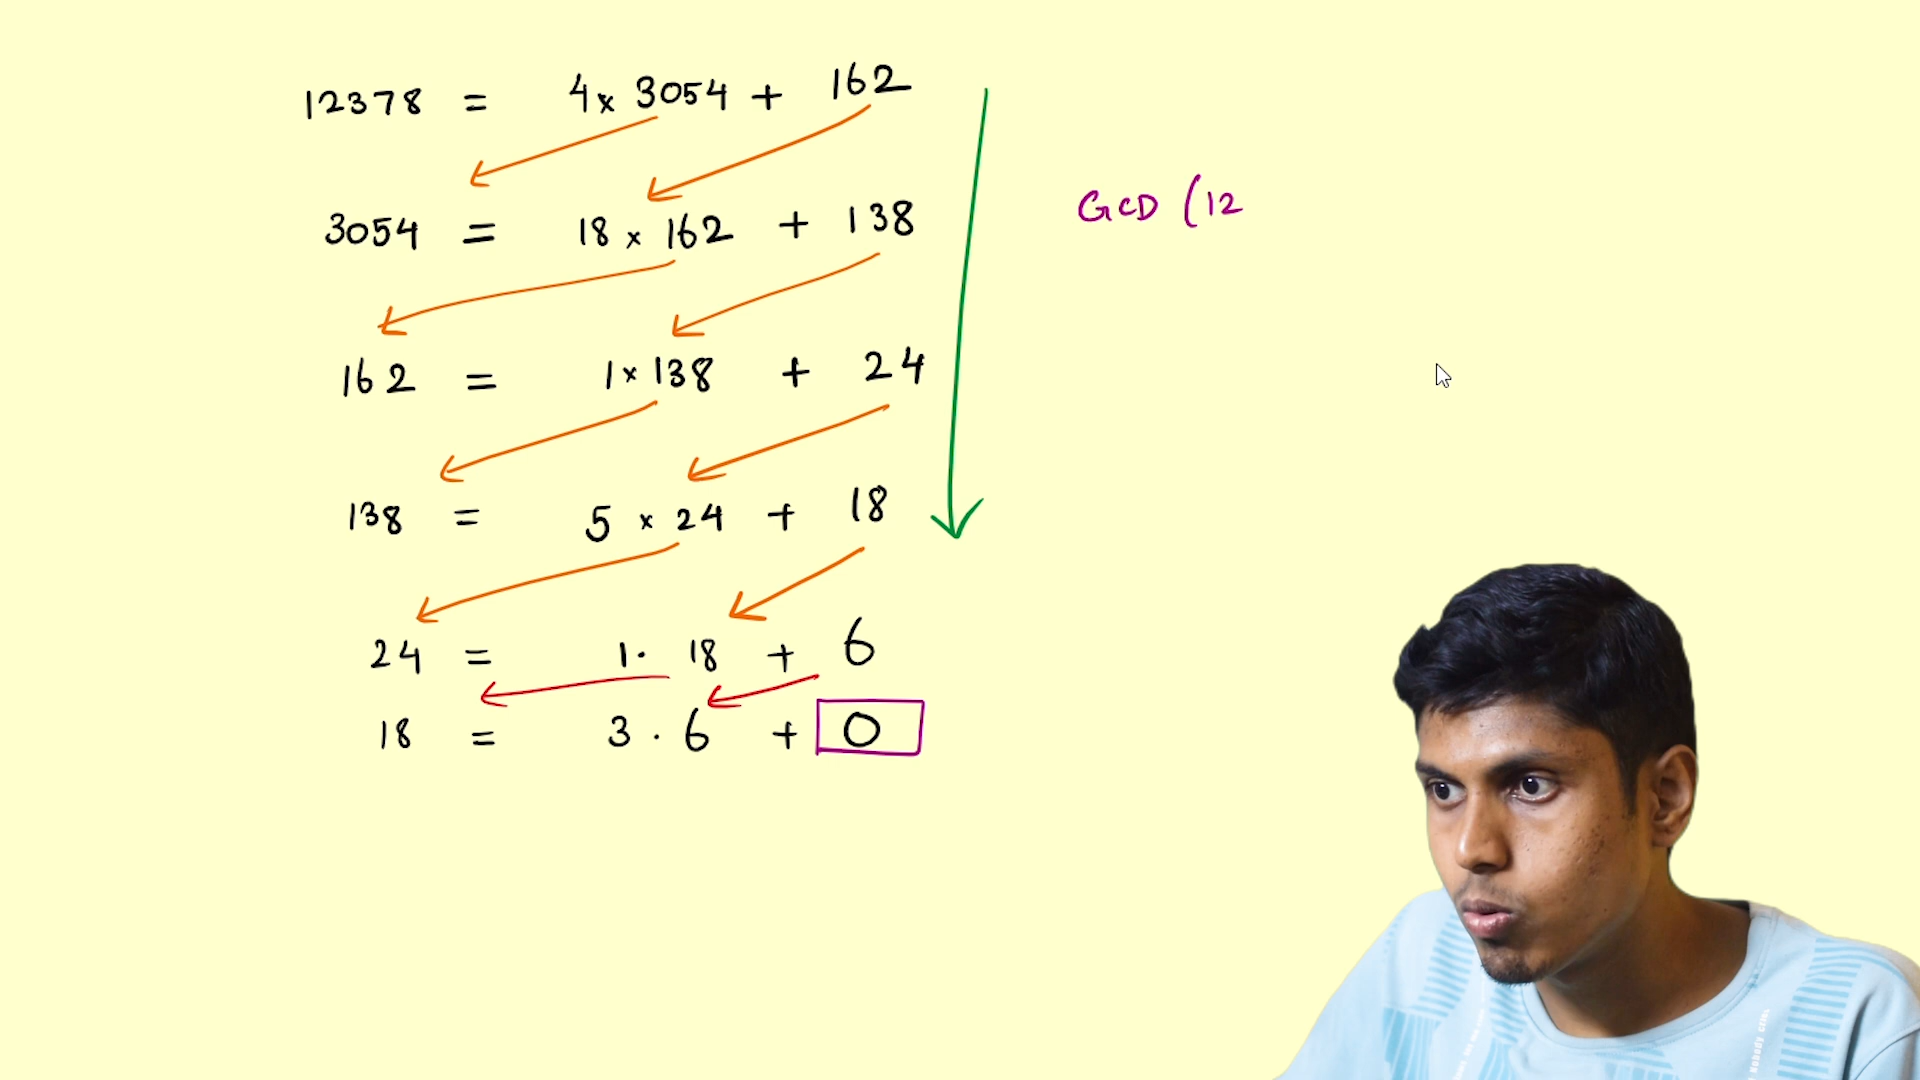 12378 = 4 x 3054 + 162
3054 = 18 x 162 + 138
GCD (12
162 = 1 x 138 + 24
138 = 5 x 24 + 18
24 = 1 . 18 + 6
18 = 3 . 6 + 0